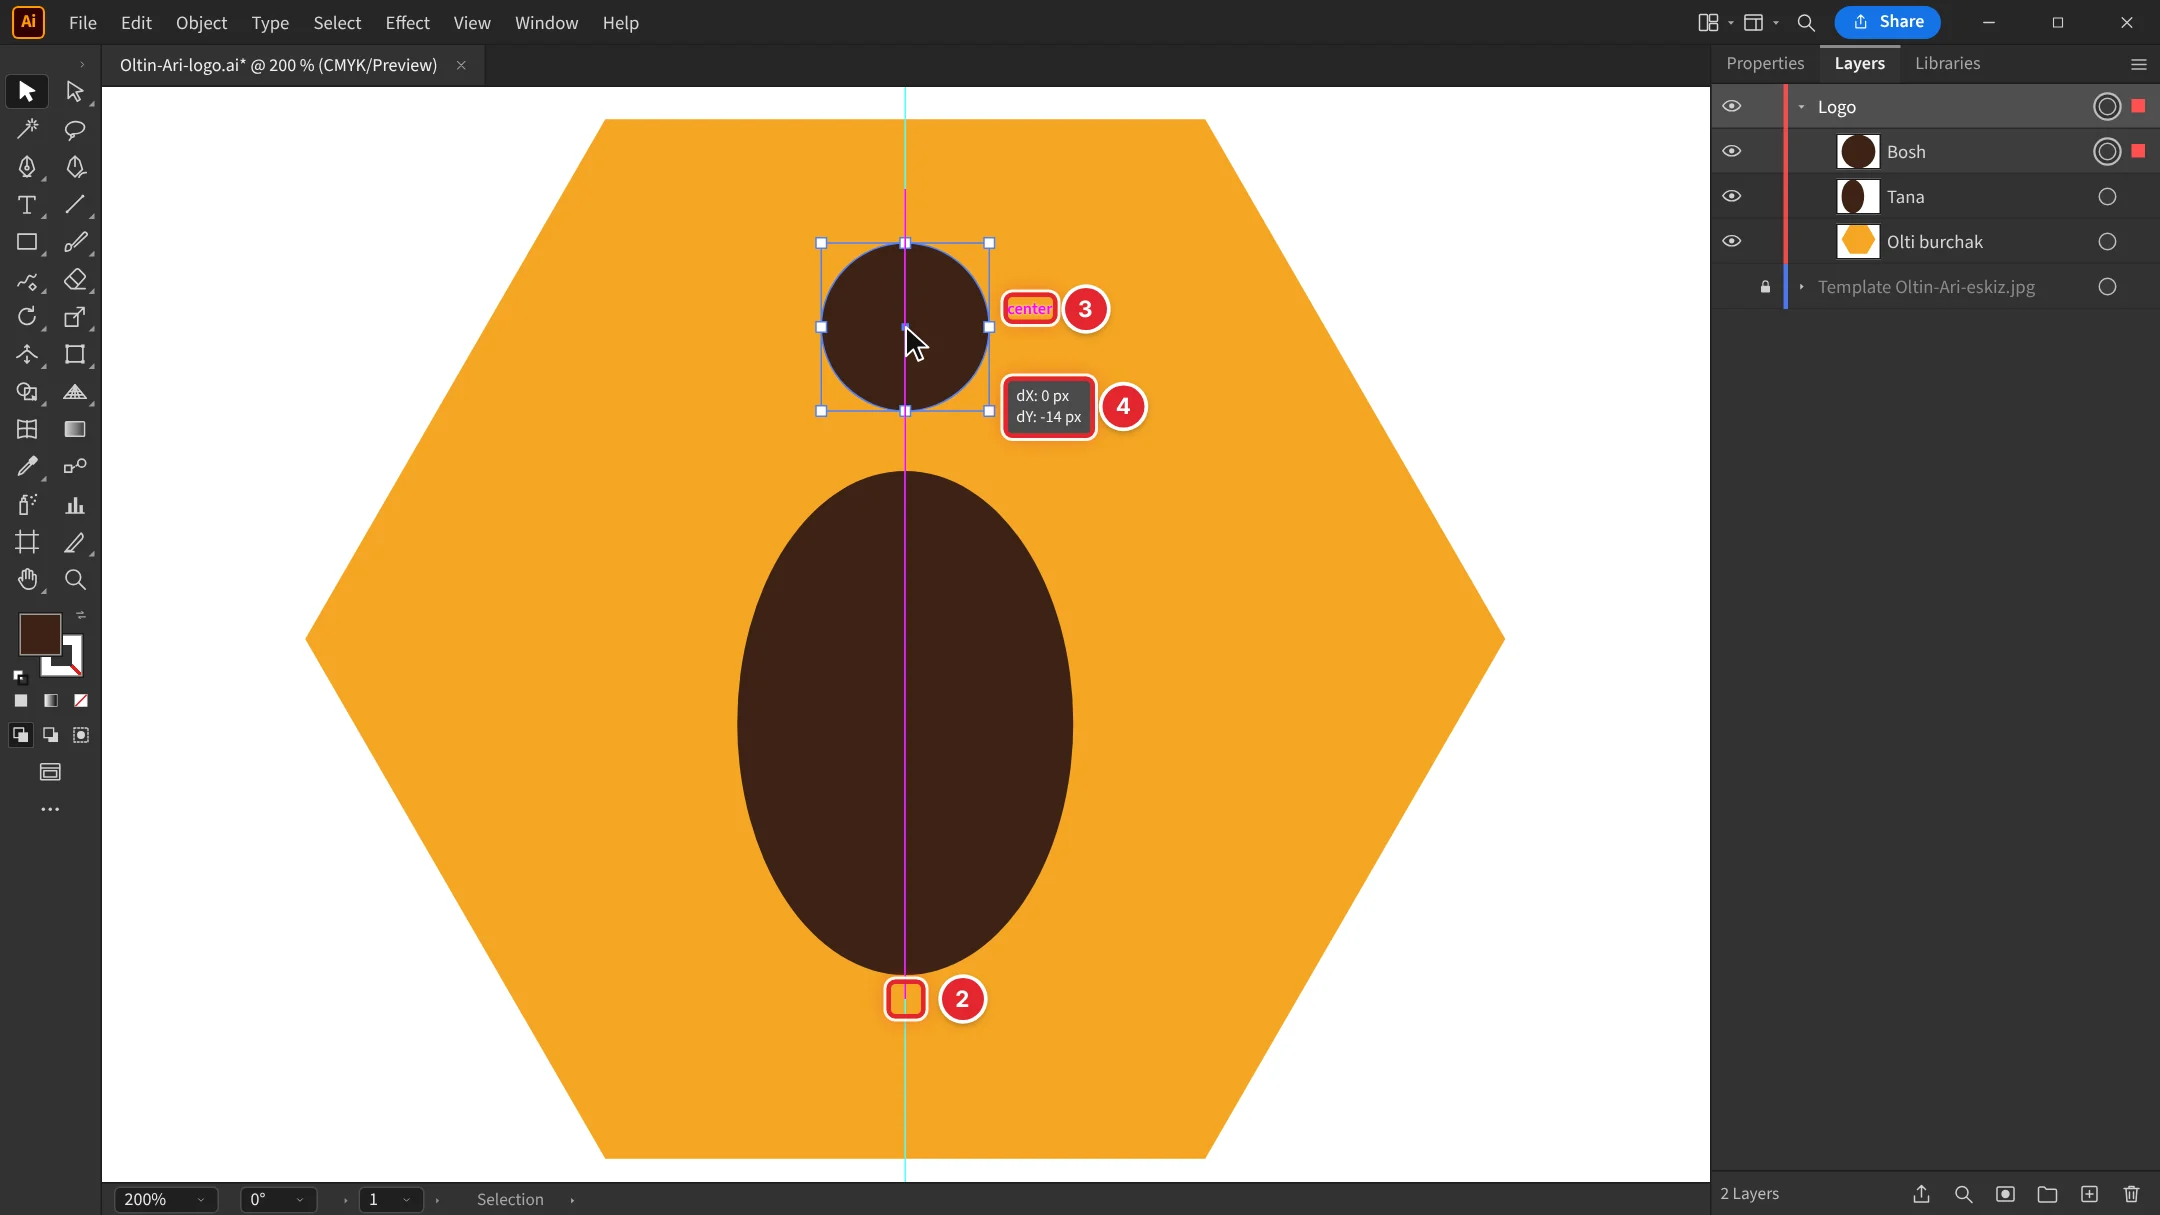 Ai File Edit Object Type Select Effect View Window Help Share
Oltin-Ari-logo.ai* @ 200 % (CMYK/Preview)
Properties Layers Libraries
Logo
Bosh
Tana
Olti burchak
Template Oltin-Ari-eskiz.jpg
center 3
dX: 0 px
dY: -14 px
4
2
200% 0° 1 Selection
2 Layers